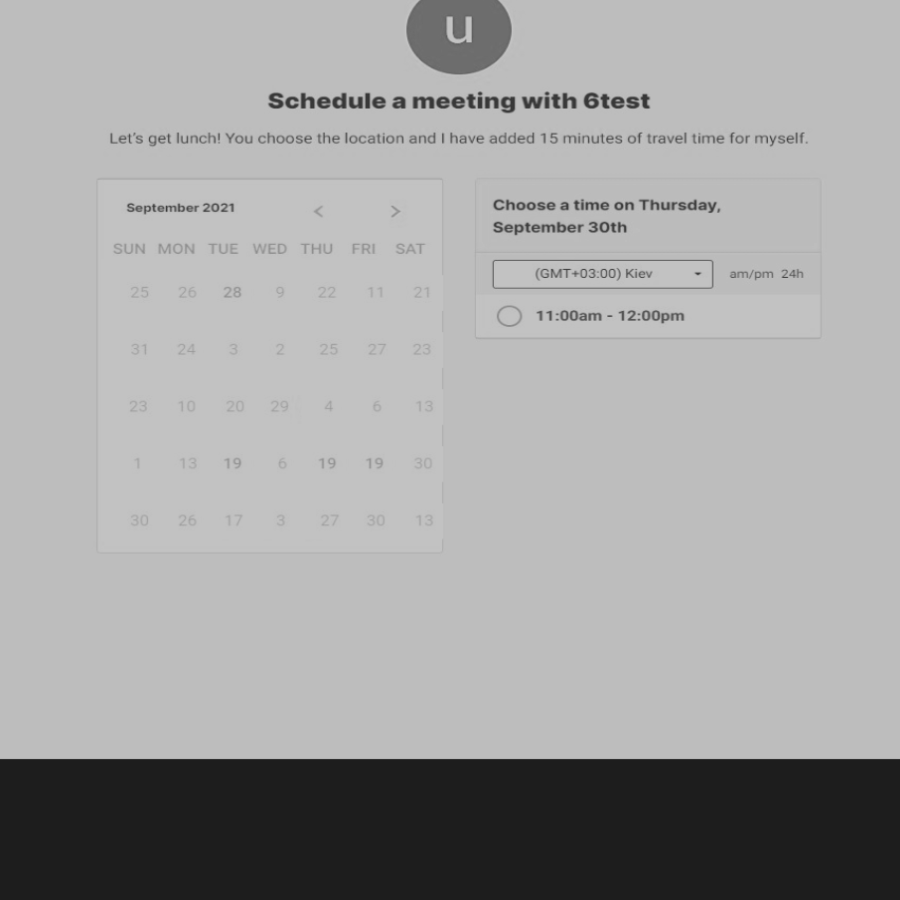 u
Schedule a meeting with 6test
Let's get lunch! You choose the location and I have added 15 minutes of travel time for myself.
September 2021 < >
SUN MON TUE WED THU FRI SAT
25 26 28 9 22 11 21
31 24 3 2 25 27 23
23 10 20 29 4 6 13
1 13 19 6 19 19 30
30 26 17 3 27 30 13
Choose a time on Thursday,
September 30th
(GMT+03:00) Kiev am/pm 24h
11:00am - 12:00pm